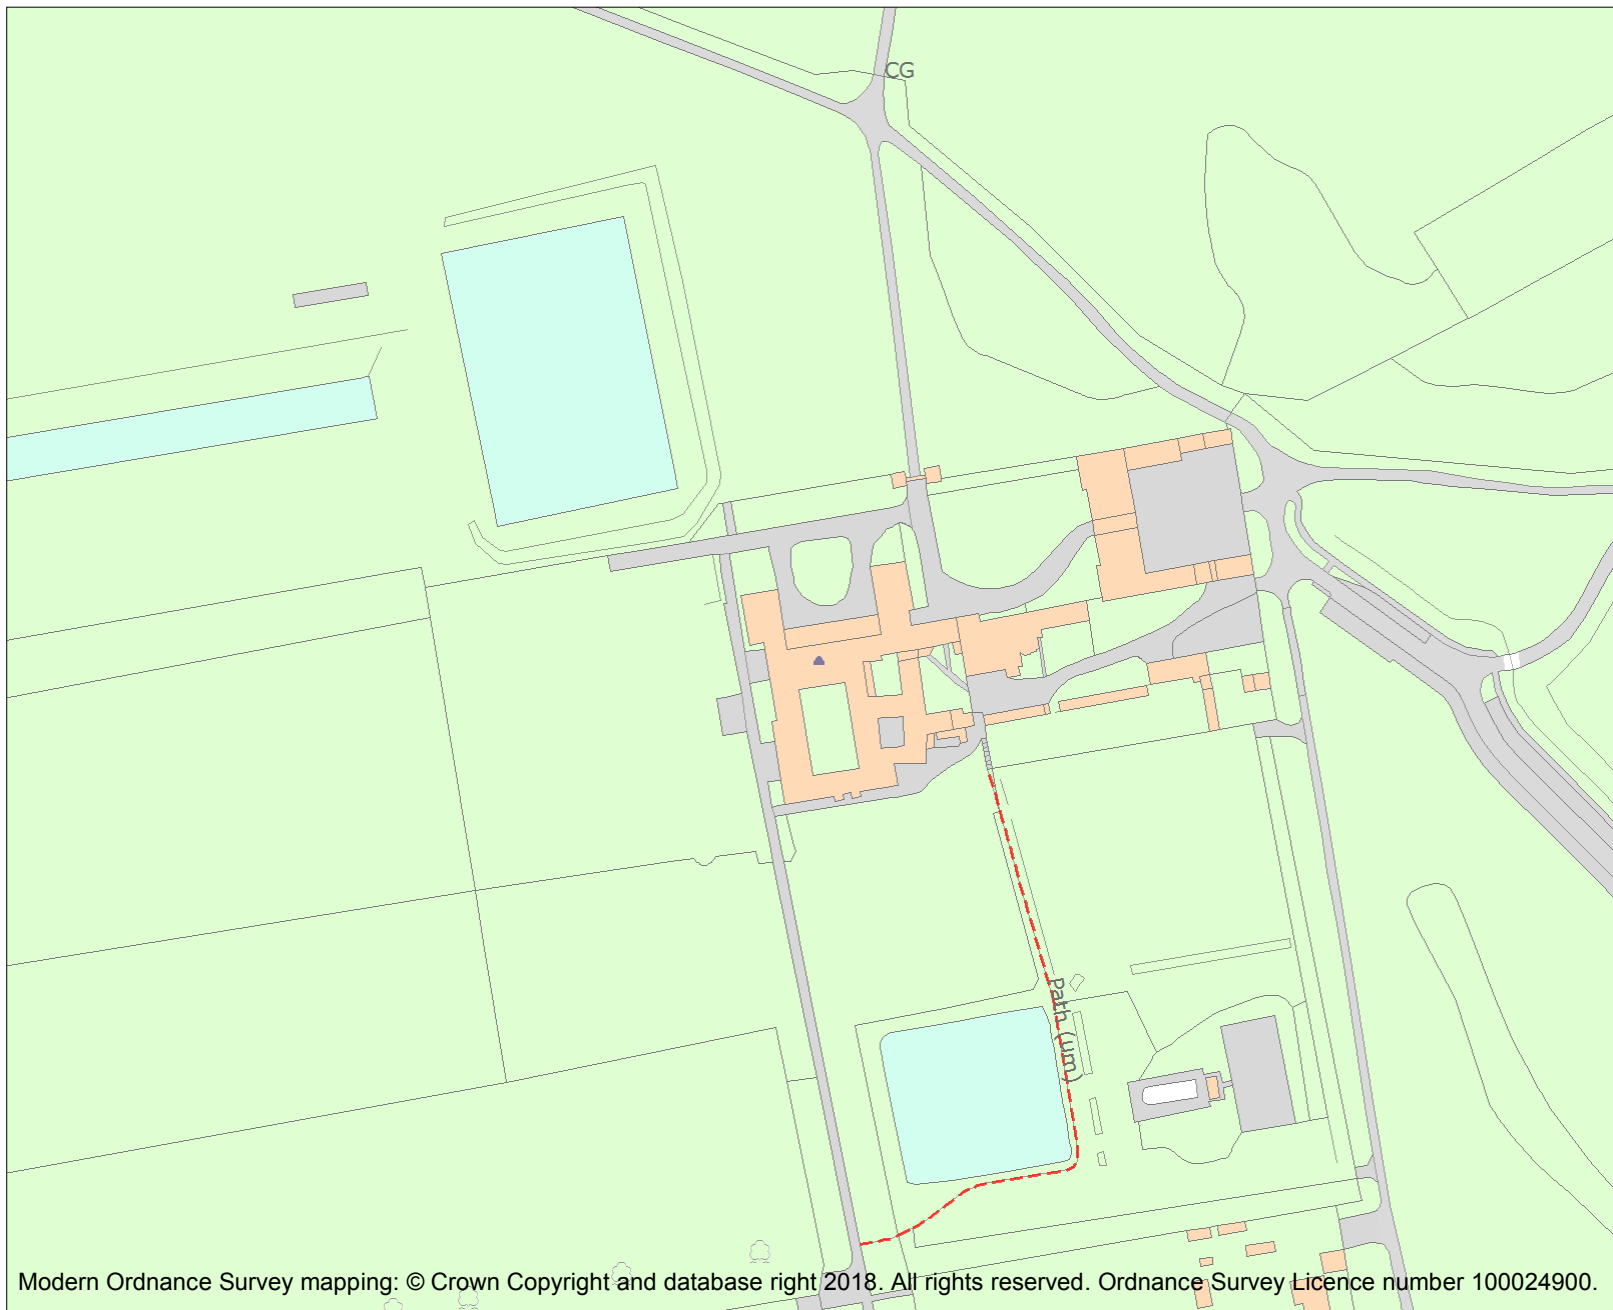 CG
Path (um)
Modern Ordnance Survey mapping: © Crown Copyright and database right 2018. All rights reserved. Ordnance Survey Licence number 100024900.